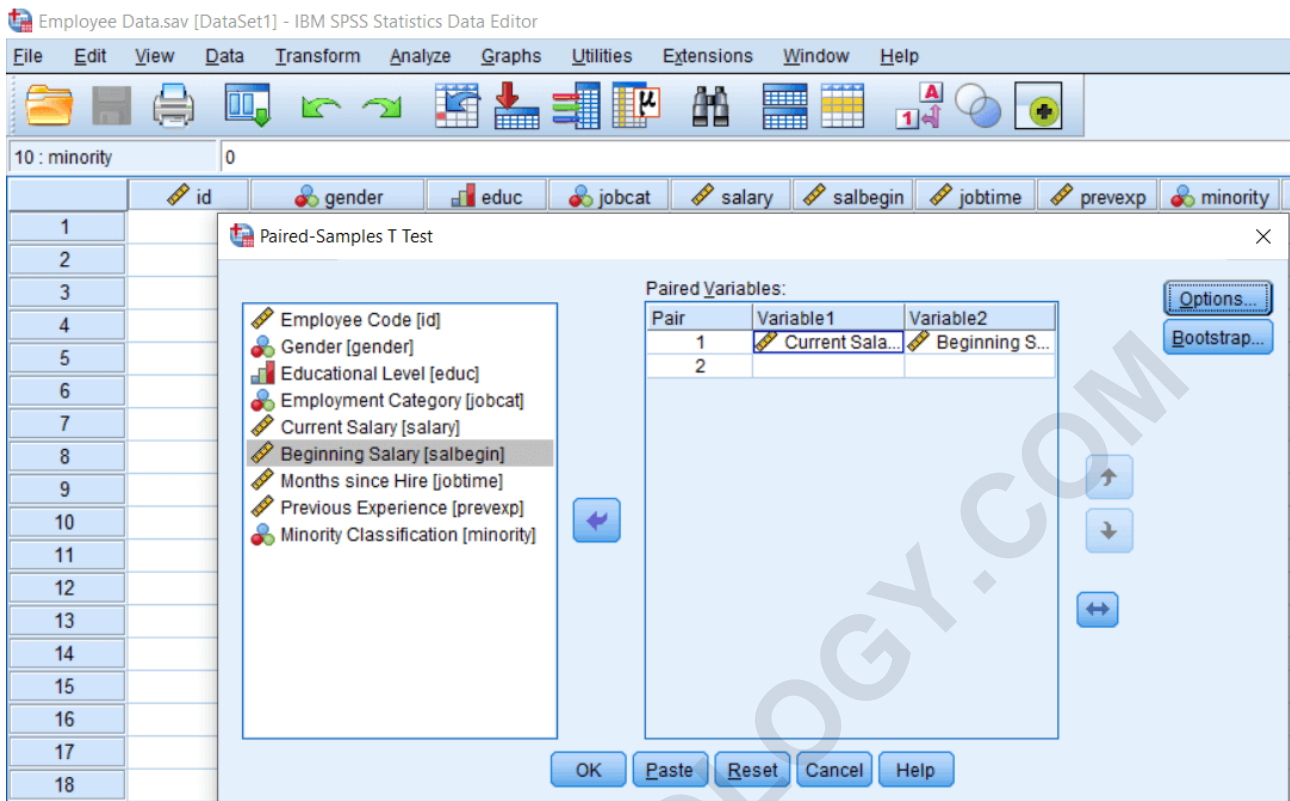 Employee Data.sav [DataSet1] - IBM SPSS Statistics Data Editor
File Edit View Data Transform Analyze Graphs Utilities Extensions Window Help
A
μ
1
10 : minority 0
id gender educ jobcat salary salbegin jobtime prevexp minority
1
2
3
4
5
6
7
8
9
10
11
12
13
14
15
16
17
18
Paired-Samples T Test
Employee Code [id]
Gender [gender]
Educational Level [educ]
Employment Category [jobcat]
Current Salary [salary]
Beginning Salary [salbegin]
Months since Hire [jobtime]
Previous Experience [prevexp]
Minority Classification [minority]
Paired Variables:
Pair Variable1 Variable2
1 Current Sala... Beginning S...
2
Options...
Bootstrap...
OK Paste Reset Cancel Help
LOGY.COM